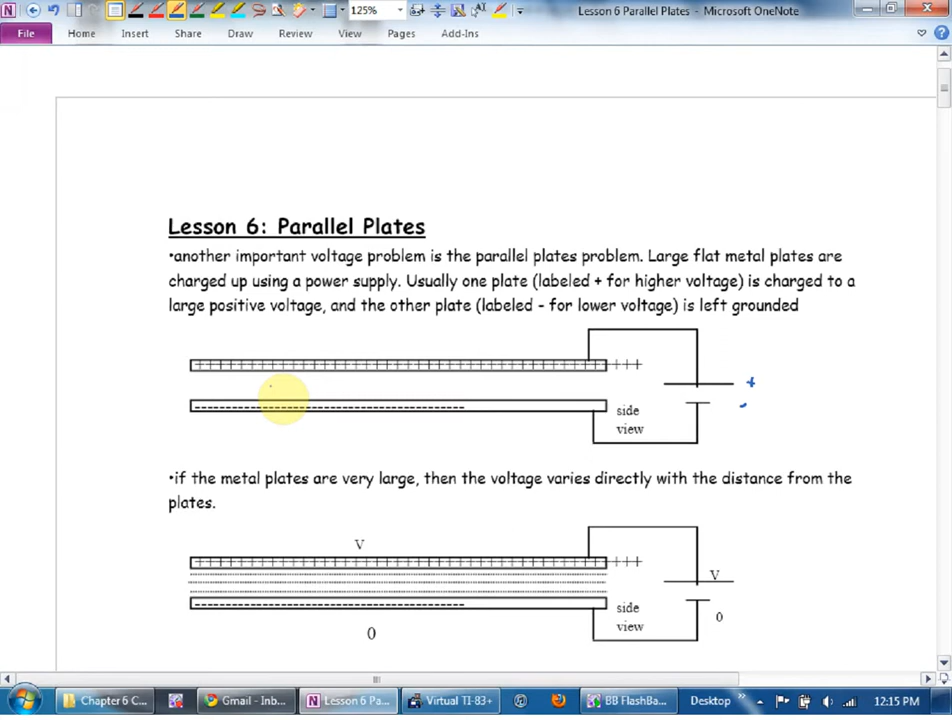 125%
Lesson 6 Parallel Plates - Microsoft OneNote
File Home Insert Share Draw Review View Pages Add-Ins
Lesson 6: Parallel Plates
•another important voltage problem is the parallel plates problem. Large flat metal plates are
charged up using a power supply. Usually one plate (labeled + for higher voltage) is charged to a
large positive voltage, and the other plate (labeled - for lower voltage) is left grounded
+
-
side
view
•if the metal plates are very large, then the voltage varies directly with the distance from the
plates.
V
V
side
view
0
0
Chapter 6 C... Gmail - Inb... Lesson 6 Pa... Virtual TI-83+ BB FlashBa... Desktop 12:15 PM